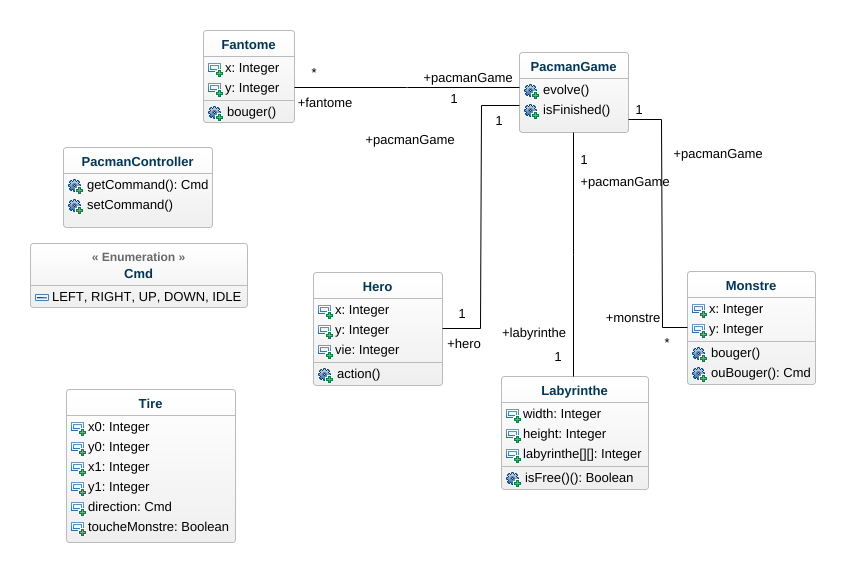 Fantome
x: Integer
y: Integer
bouger()
*
+fantome
+pacmanGame
1
PacmanGame
evolve()
isFinished()
1
+pacmanGame
1
+pacmanGame
1
+pacmanGame
PacmanController
getCommand(): Cmd
setCommand()
« Enumeration »
Cmd
LEFT, RIGHT, UP, DOWN, IDLE
Hero
x: Integer
y: Integer
vie: Integer
action()
1
+hero
+labyrinthe
1
+monstre
*
Monstre
x: Integer
y: Integer
bouger()
ouBouger(): Cmd
Labyrinthe
width: Integer
height: Integer
labyrinthe[][]: Integer
isFree()(): Boolean
Tire
x0: Integer
y0: Integer
x1: Integer
y1: Integer
direction: Cmd
toucheMonstre: Boolean